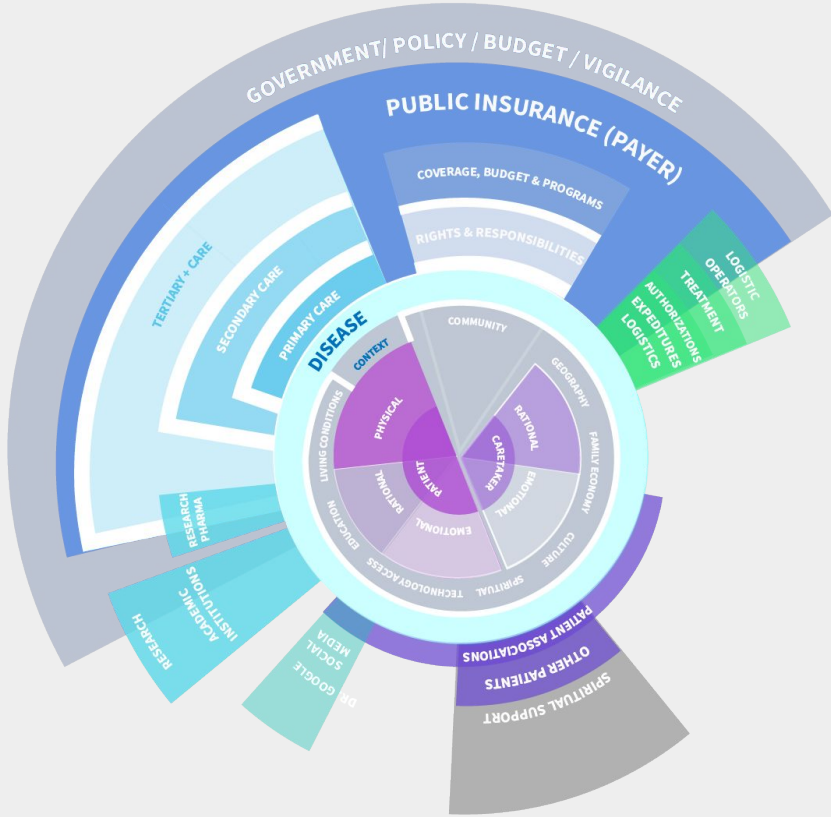 GOVERNMENT/ POLICY / BUDGET / VIGILANCE
PUBLIC INSURANCE (PAYER)
COVERAGE, BUDGET & PROGRAMS
RIGHTS & RESPONSIBILITIES
TERTIARY + CARE
SECONDARY CARE
PRIMARY CARE
DISEASE
CONTEXT
LOGISTIC
OPERATORS
TREATMENT
AUTHORIZATIONS
EXPEDITURES
LOGISTICS
COMMUNITY
GEOGRAPHY
FAMILY ECONOMY
CULTURE
SPIRITUAL
TECHNOLOGY ACCESS
EDUCATION
LIVING CONDITIONS
PHYSICAL
RATIONAL
EMOTIONAL
PATIENT
CARETAKER
RATIONAL
EMOTIONAL
RESEARCH
PHARMA
RESEARCH
ACADEMIC
INSTITUTIONS
SOCIAL
MEDIA
DR. GOOGLE
PATIENT ASSOCIATIONS
OTHER PATIENTS
SPIRITUAL SUPPORT